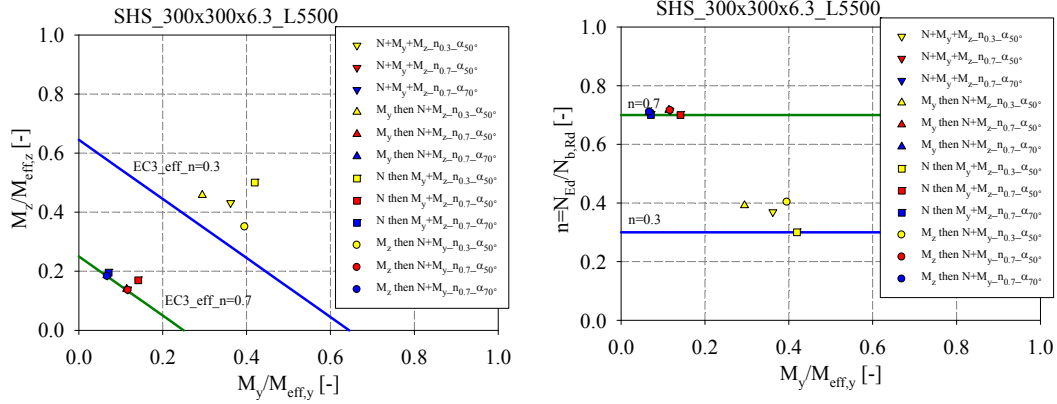 SHS_300x300x6.3_L5500
1.0
0.8
0.6
0.4
0.2
0.0
M_z/M_eff,z [-]
EC3_eff_n=0.3
EC3_eff_n=0.7
0.0 0.2 0.4 0.6 0.8 1.0
M_y/M_eff,y [-]
N+M_y+M_z_n_0.3_α_50°
N+M_y+M_z_n_0.7_α_50°
N+M_y+M_z_n_0.7_α_70°
M_y then N+M_z_n_0.3_α_50°
M_y then N+M_z_n_0.7_α_50°
M_y then N+M_z_n_0.7_α_70°
N then M_y+M_z_n_0.3_α_50°
N then M_y+M_z_n_0.7_α_50°
N then M_y+M_z_n_0.7_α_70°
M_z then N+M_y_n_0.3_α_50°
M_z then N+M_y_n_0.7_α_50°
M_z then N+M_y_n_0.7_α_70°
SHS_300x300x6.3_L5500
1.0
0.8
0.6
0.4
0.2
0.0
n=N_Ed/N_b,Rd [-]
n=0.7
n=0.3
0.0 0.2 0.4 0.6 0.8 1.0
M_y/M_eff,y [-]
N+M_y+M_z_n_0.3_α_50°
N+M_y+M_z_n_0.7_α_50°
N+M_y+M_z_n_0.7_α_70°
M_y then N+M_z_n_0.3_α_50°
M_y then N+M_z_n_0.7_α_50°
M_y then N+M_z_n_0.7_α_70°
N then M_y+M_z_n_0.3_α_50°
N then M_y+M_z_n_0.7_α_50°
N then M_y+M_z_n_0.7_α_70°
M_z then N+M_y_n_0.3_α_50°
M_z then N+M_y_n_0.7_α_50°
M_z then N+M_y_n_0.7_α_70°